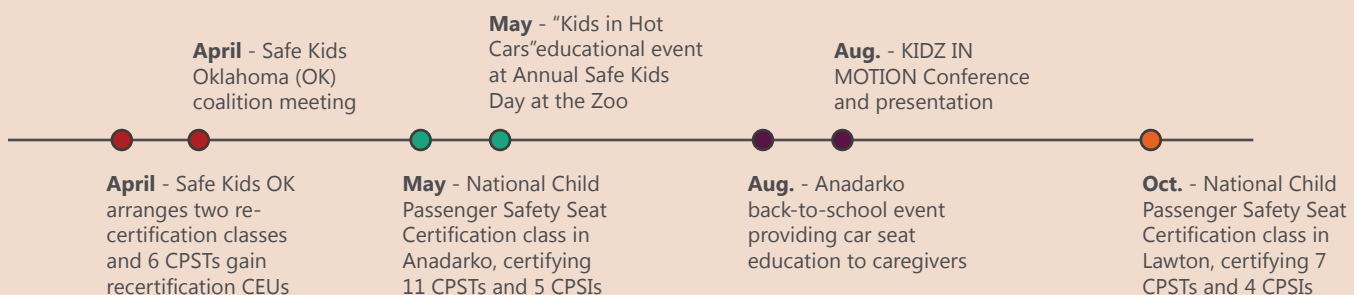 April - Safe Kids
Oklahoma (OK)
coalition meeting
May - “Kids in Hot
Cars”educational event
at Annual Safe Kids
Day at the Zoo
Aug. - KIDZ IN
MOTION Conference
and presentation
April - Safe Kids OK
arranges two re-
certification classes
and 6 CPSTs gain
recertification CEUs
May - National Child
Passenger Safety Seat
Certification class in
Anadarko, certifying
11 CPSTs and 5 CPSIs
Aug. - Anadarko
back-to-school event
providing car seat
education to caregivers
Oct. - National Child
Passenger Safety Seat
Certification class in
Lawton, certifying 7
CPSTs and 4 CPSIs